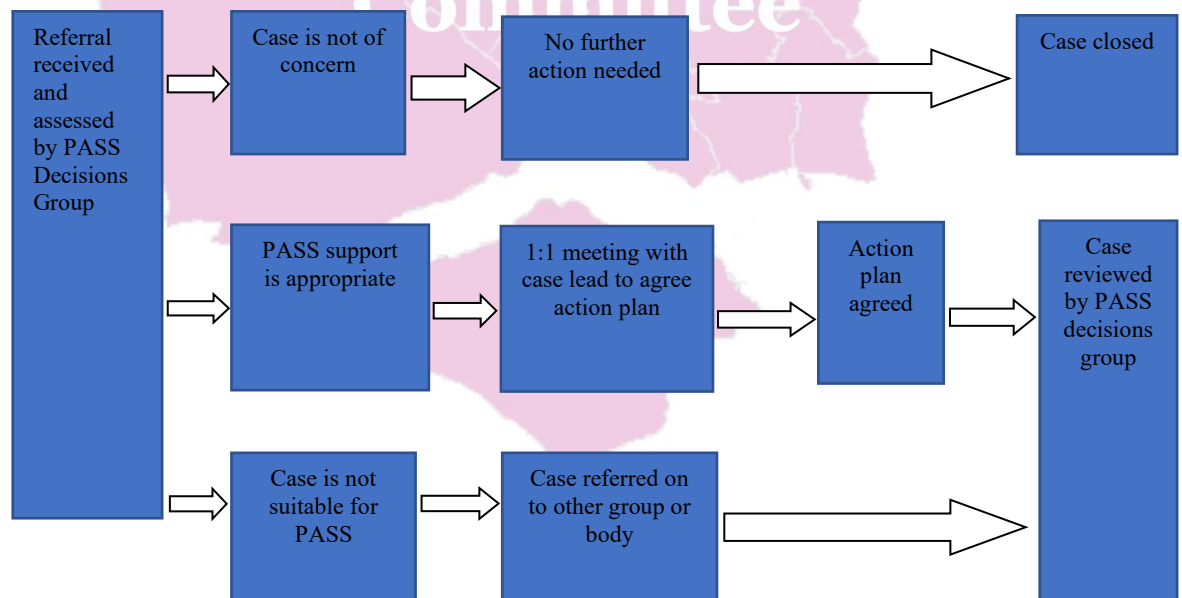 Committee
Referral
received
and
assessed
by PASS
Decisions
Group
Case is not of
concern
No further
action needed
Case closed
PASS support
is appropriate
1:1 meeting with
case lead to agree
action plan
Action
plan
agreed
Case
reviewed
by PASS
decisions
group
Case is not
suitable for
PASS
Case referred on
to other group or
body